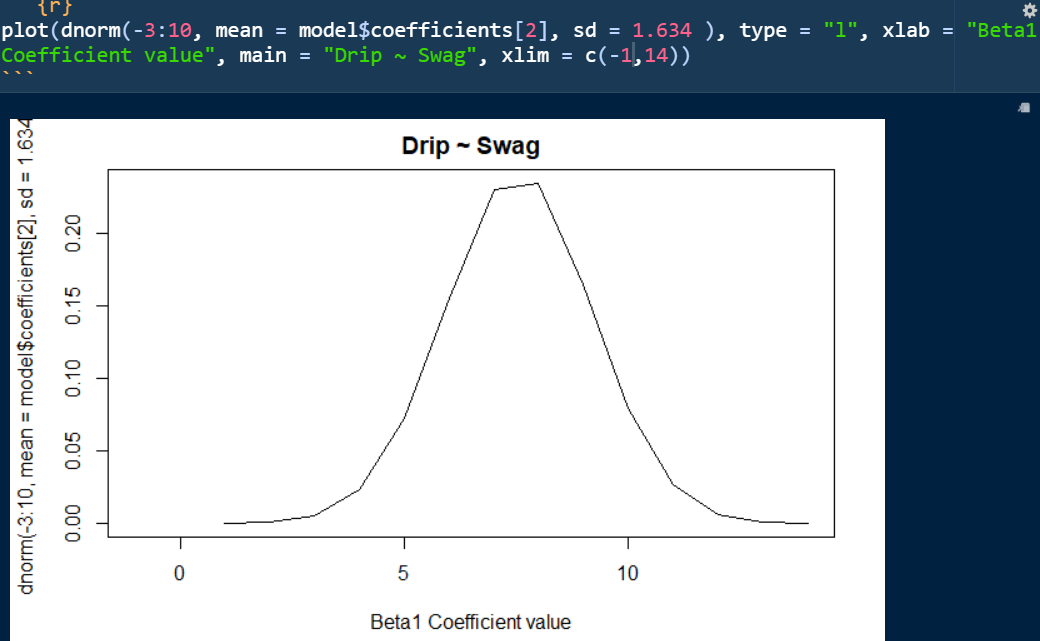 {r}
plot(dnorm(-3:10, mean = model$coefficients[2], sd = 1.634 ), type = "l", xlab = "Beta1
Coefficient value", main = "Drip ~ Swag", xlim = c(-1,14))
```
Drip ~ Swag
dnorm(-3:10, mean = model$coefficients[2], sd = 1.634
0.20
0.15
0.10
0.05
0.00
0 5 10
Beta1 Coefficient value